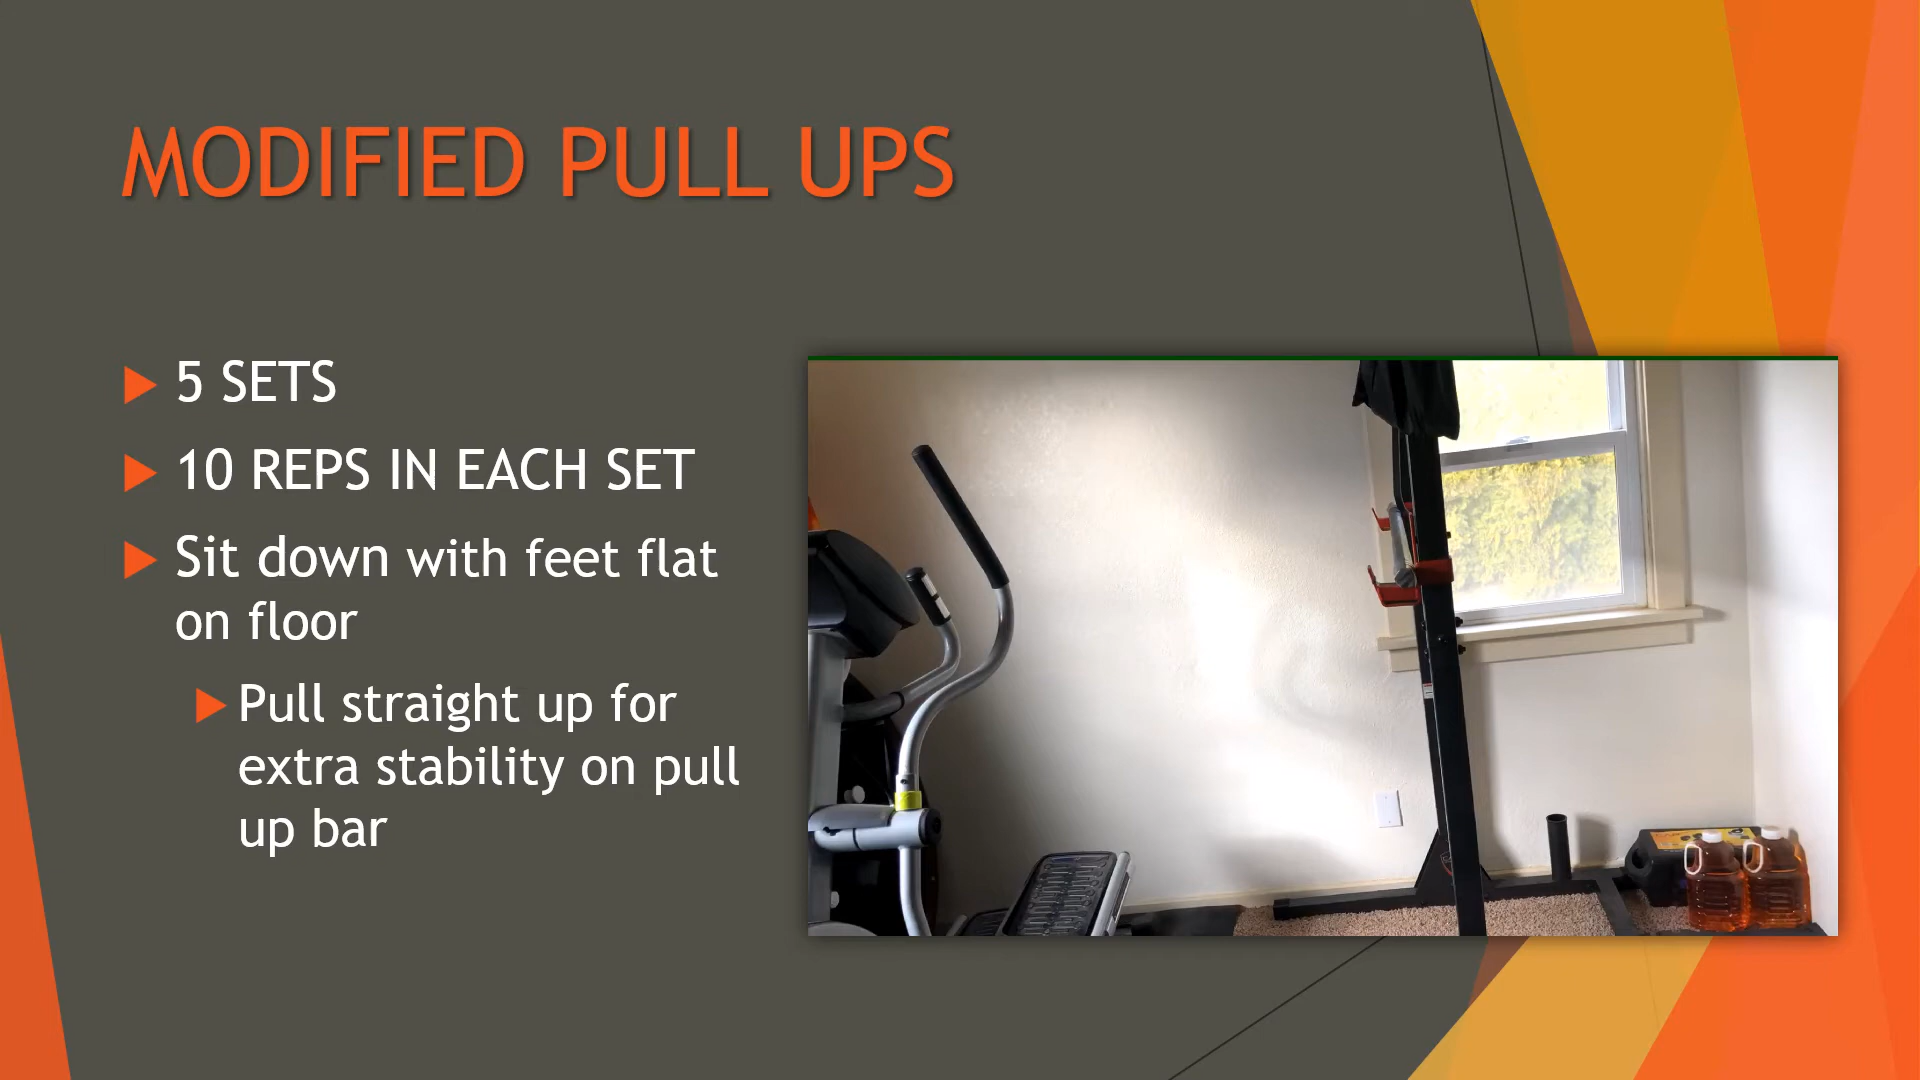 MODIFIED PULL UPS
5 SETS
10 REPS IN EACH SET
Sit down with feet flat
on floor
Pull straight up for
extra stability on pull
up bar